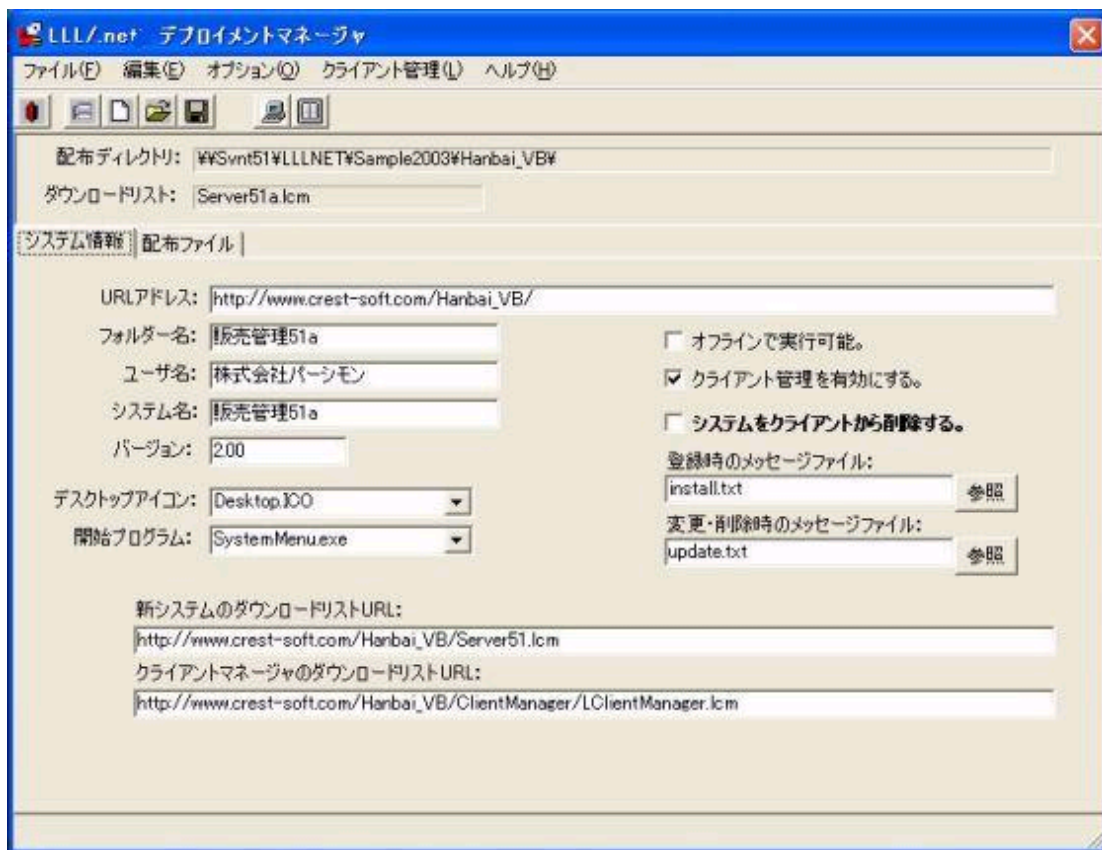 LLL/.net デプロイメントマネージャ
ファイル(F) 編集(E) オプション(O) クライアント管理(L) ヘルプ(H)
配布ディレクトリ: ¥¥Svnt51¥LLLNET¥Sample2003¥Hanbai_VB¥
ダウンロードリスト: Server51a.lcm
システム情報 配布ファイル
URLアドレス: http://www.crest-soft.com/Hanbai_VB/
フォルダー名: 販売管理51a
オフラインで実行可能。
ユーザ名: 株式会社パーシモン
クライアント管理を有効にする。
システム名: 販売管理51a
システムをクライアントから削除する。
バージョン: 2.00
登録時のメッセージファイル:
デスクトップアイコン: Desktop.ICO
install.txt 参照
変更・削除時のメッセージファイル:
開始プログラム: SystemMenu.exe
update.txt 参照
新システムのダウンロードリストURL:
http://www.crest-soft.com/Hanbai_VB/Server51.lcm
クライアントマネージャのダウンロードリストURL:
http://www.crest-soft.com/Hanbai_VB/ClientManager/LClientManager.lcm